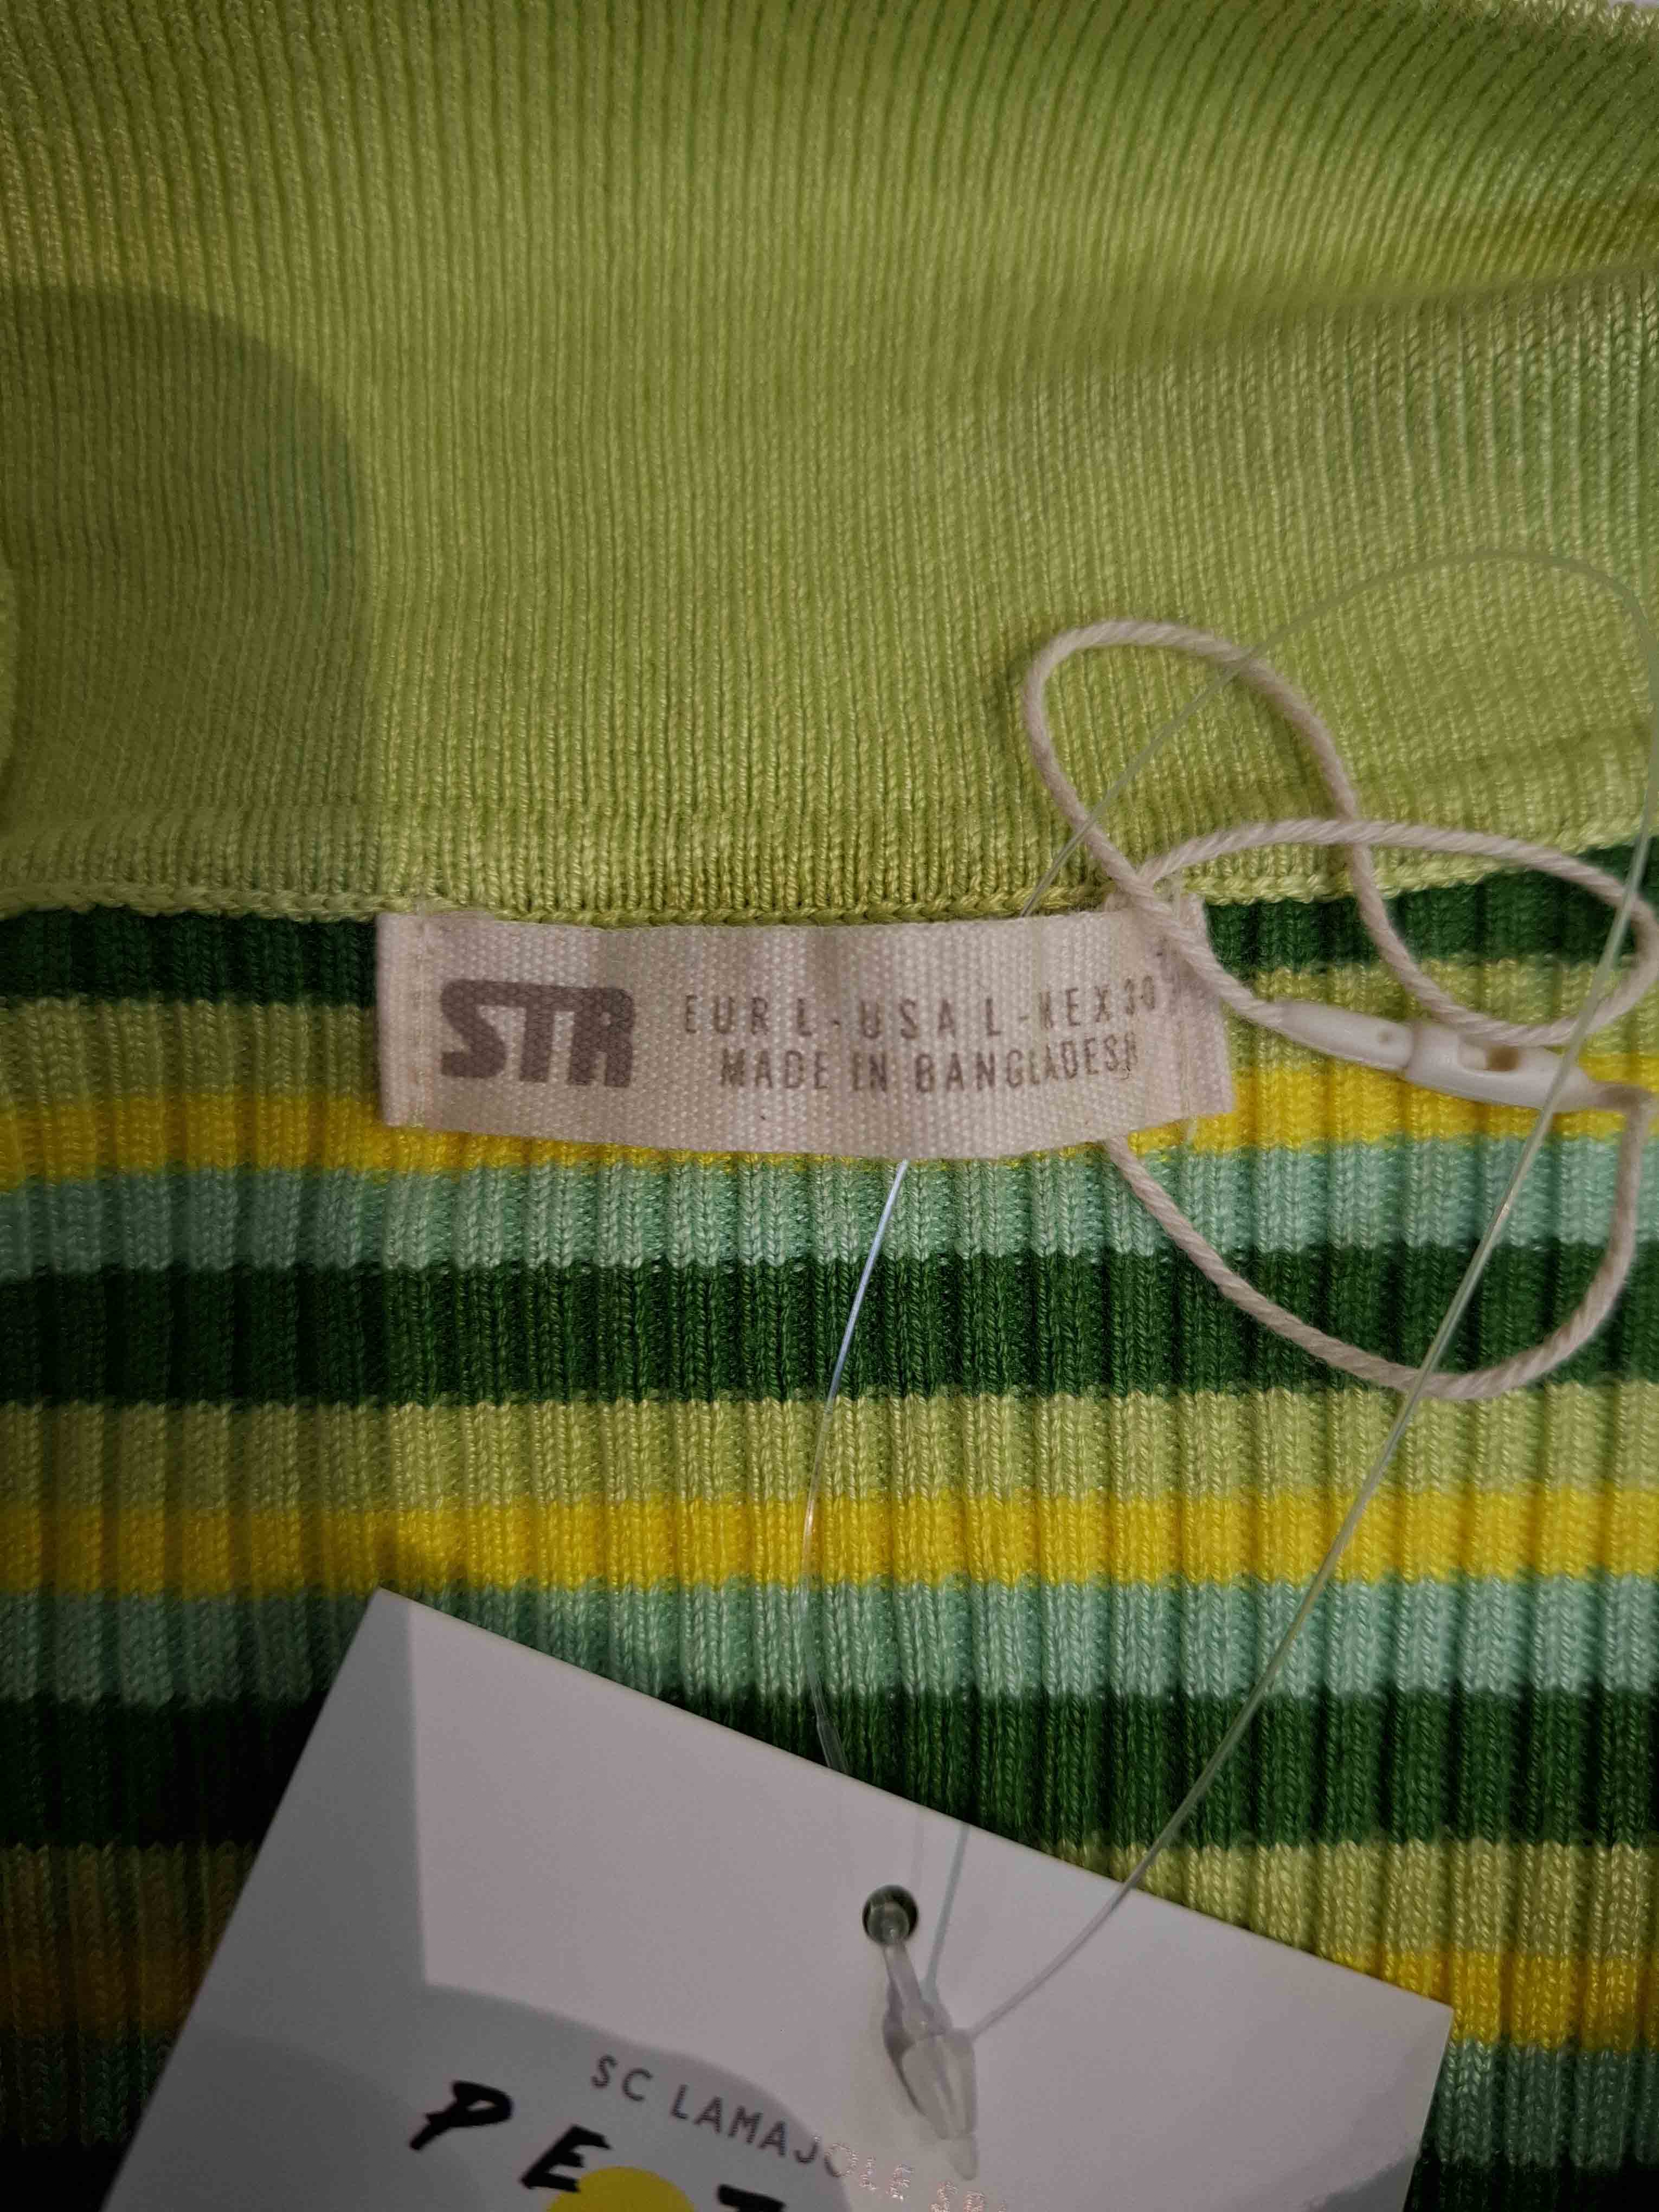 STR
EUR L - USA L - MEX 30
MADE IN BANGLADESH
SC LAMAJOLE